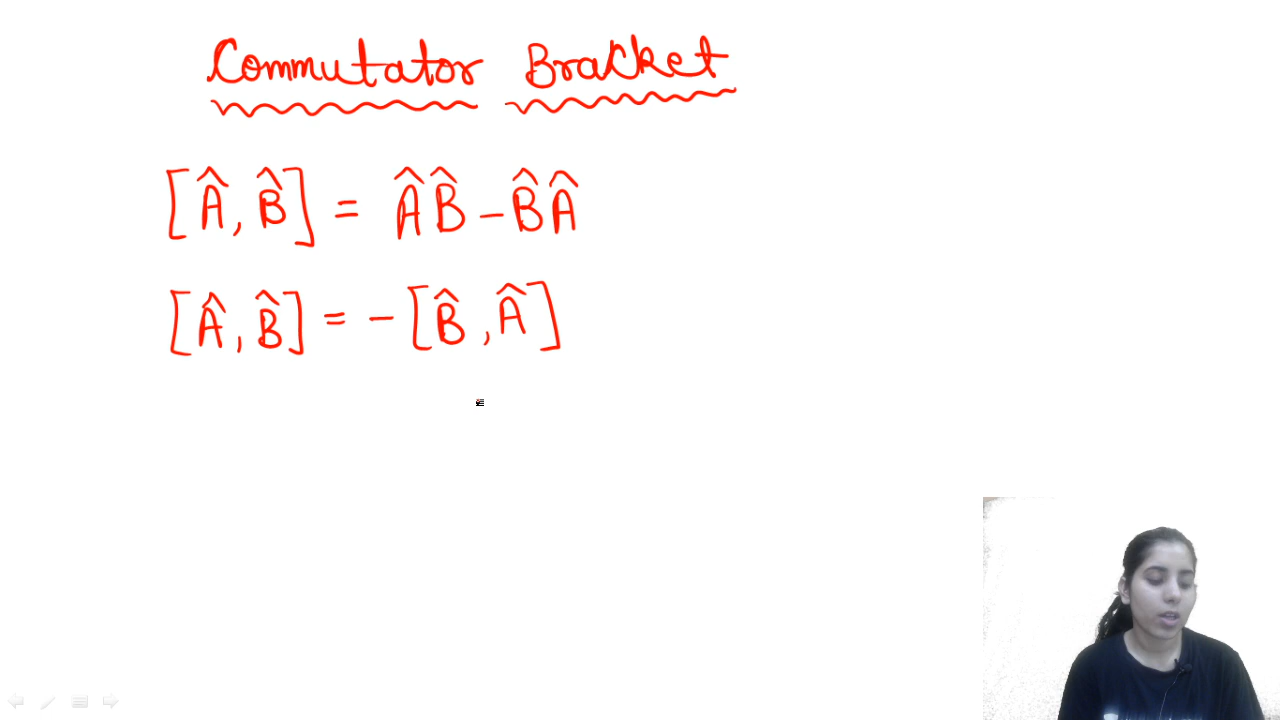 Commutator Bracket
[Â, B̂] = ÂB̂ - B̂Â
[Â, B̂] = -[B̂, Â]